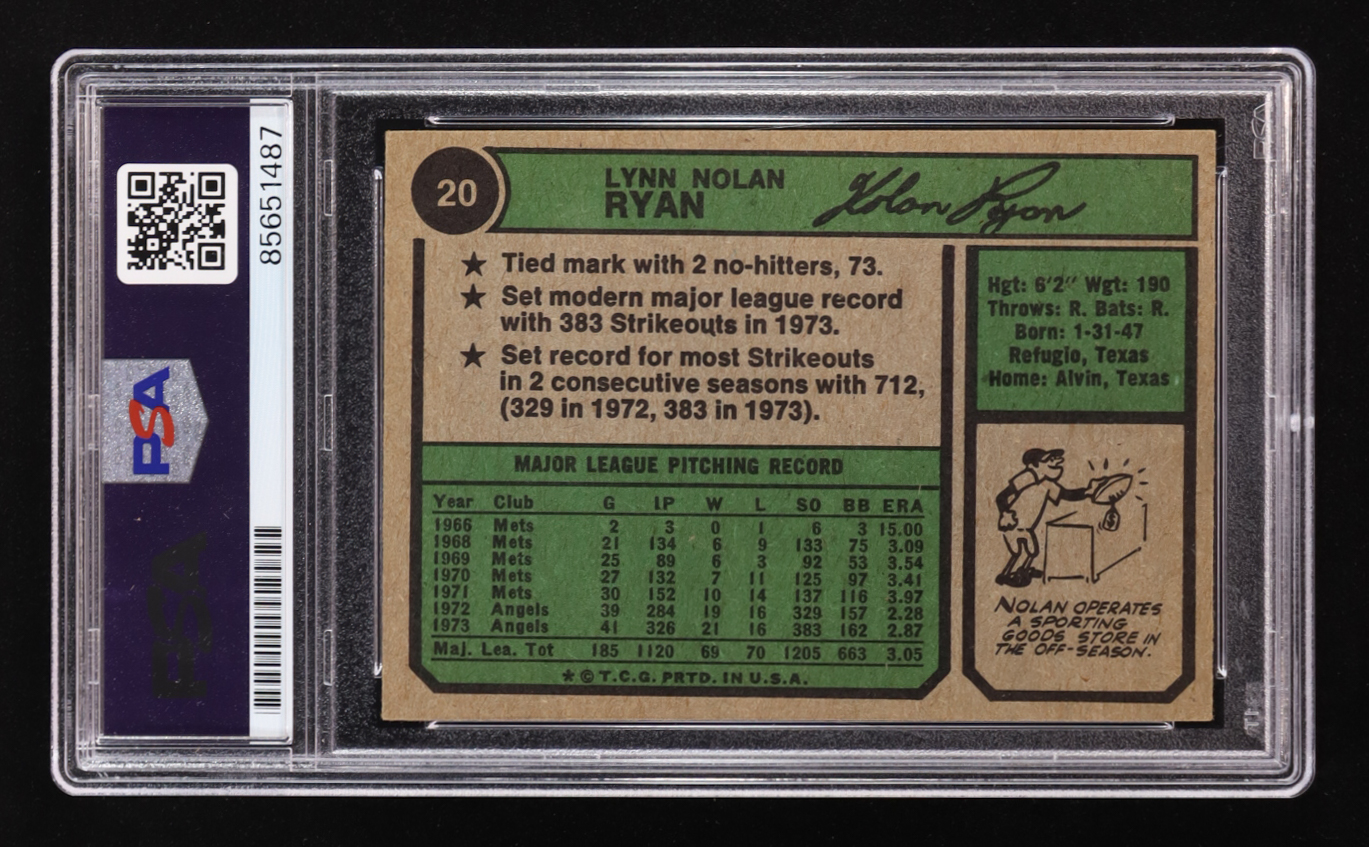 85651487
PSA
PSA
20
LYNN NOLAN
RYAN
Nolan Ryan
★ Tied mark with 2 no-hitters, 73.
★ Set modern major league record
with 383 Strikeouts in 1973.
★ Set record for most Strikeouts
in 2 consecutive seasons with 712,
(329 in 1972, 383 in 1973).
Hgt: 6'2" Wgt: 190
Throws: R. Bats: R.
Born: 1-31-47
Refugio, Texas
Home: Alvin, Texas
MAJOR LEAGUE PITCHING RECORD
Year Club G IP W L SO BB ERA
1966 Mets 2 3 0 1 6 3 15.00
1968 Mets 21 134 6 9 133 75 3.09
1969 Mets 25 89 6 3 92 53 3.54
1970 Mets 27 132 7 11 125 97 3.41
1971 Mets 30 152 10 14 137 116 3.97
1972 Angels 39 284 19 16 329 157 2.28
1973 Angels 41 326 21 16 383 162 2.87
Maj. Lea. Tot 185 1120 69 70 1205 663 3.05
* © T.C.G. PRTD. IN U.S.A.
$
NOLAN OPERATES
A SPORTING
GOODS STORE IN
THE OFF-SEASON.
PSA